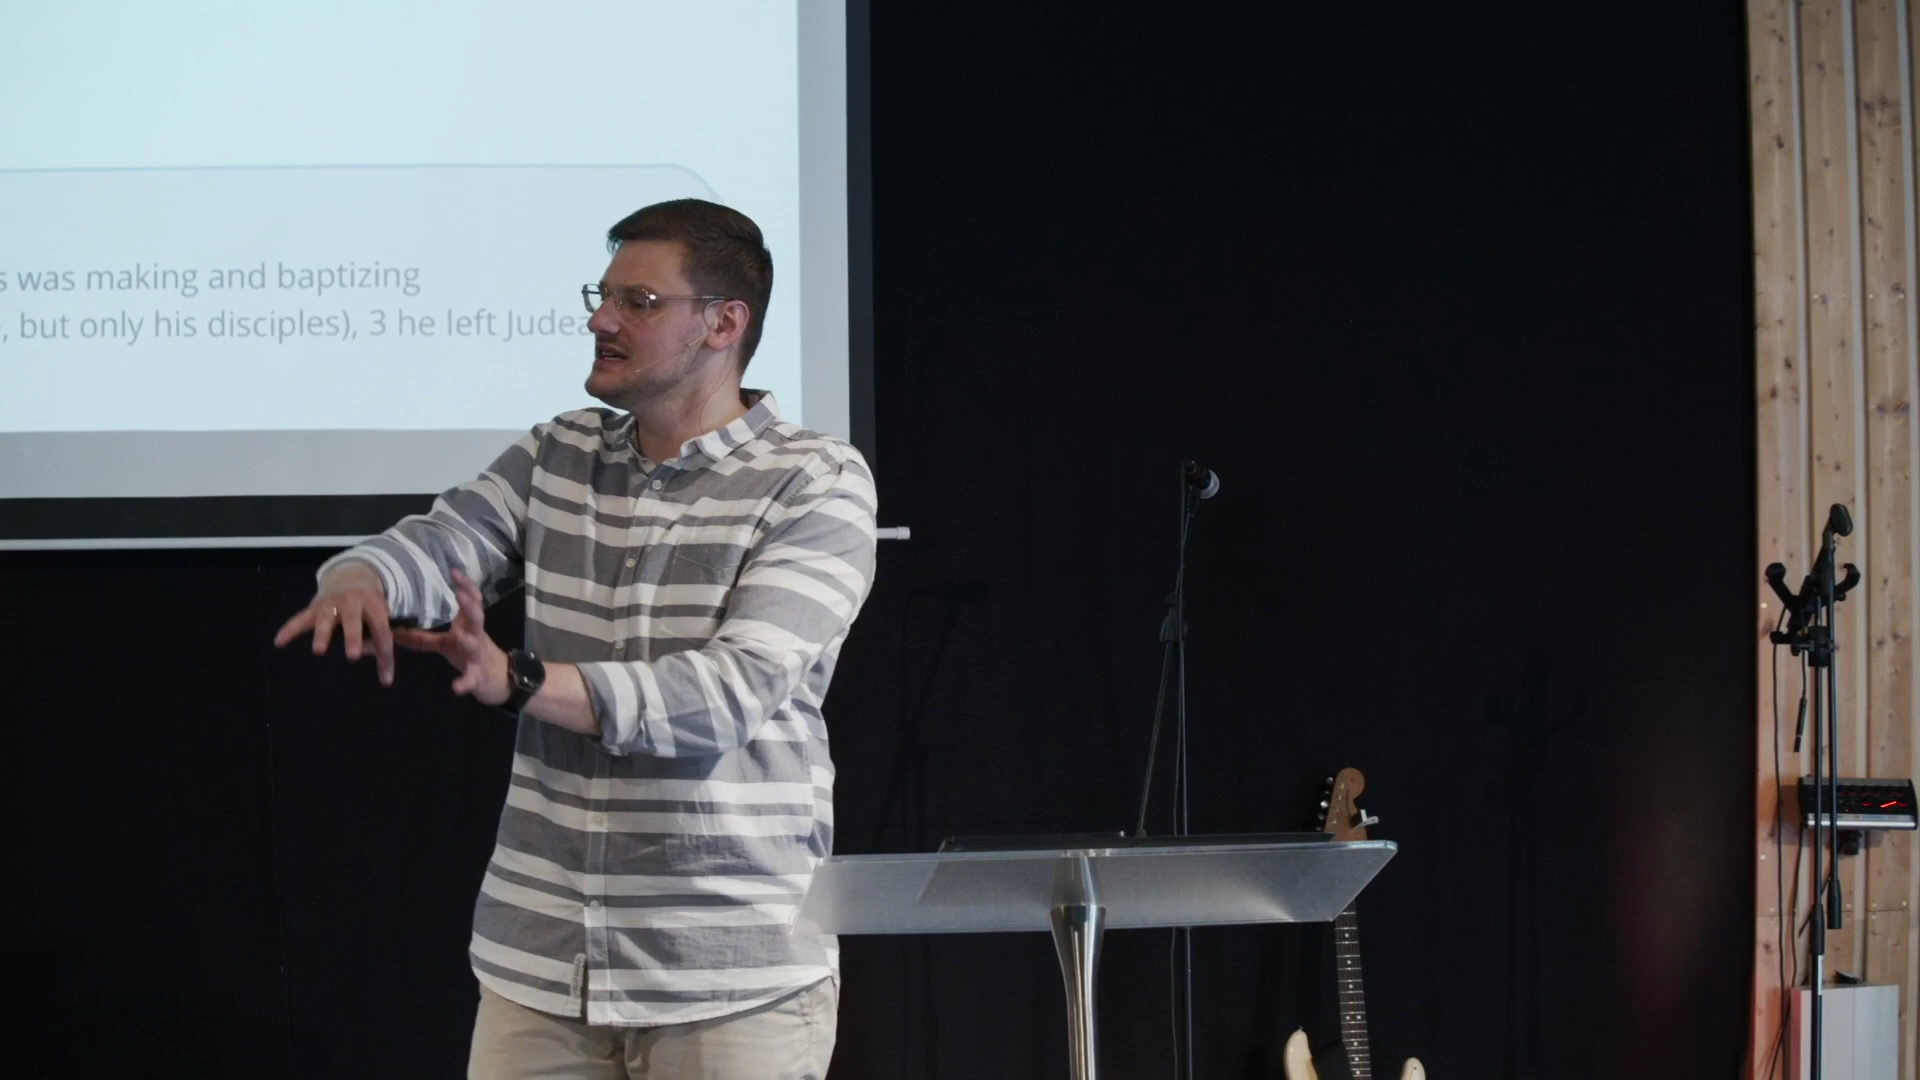 was making and baptizing
, but only his disciples), 3 he left Judea